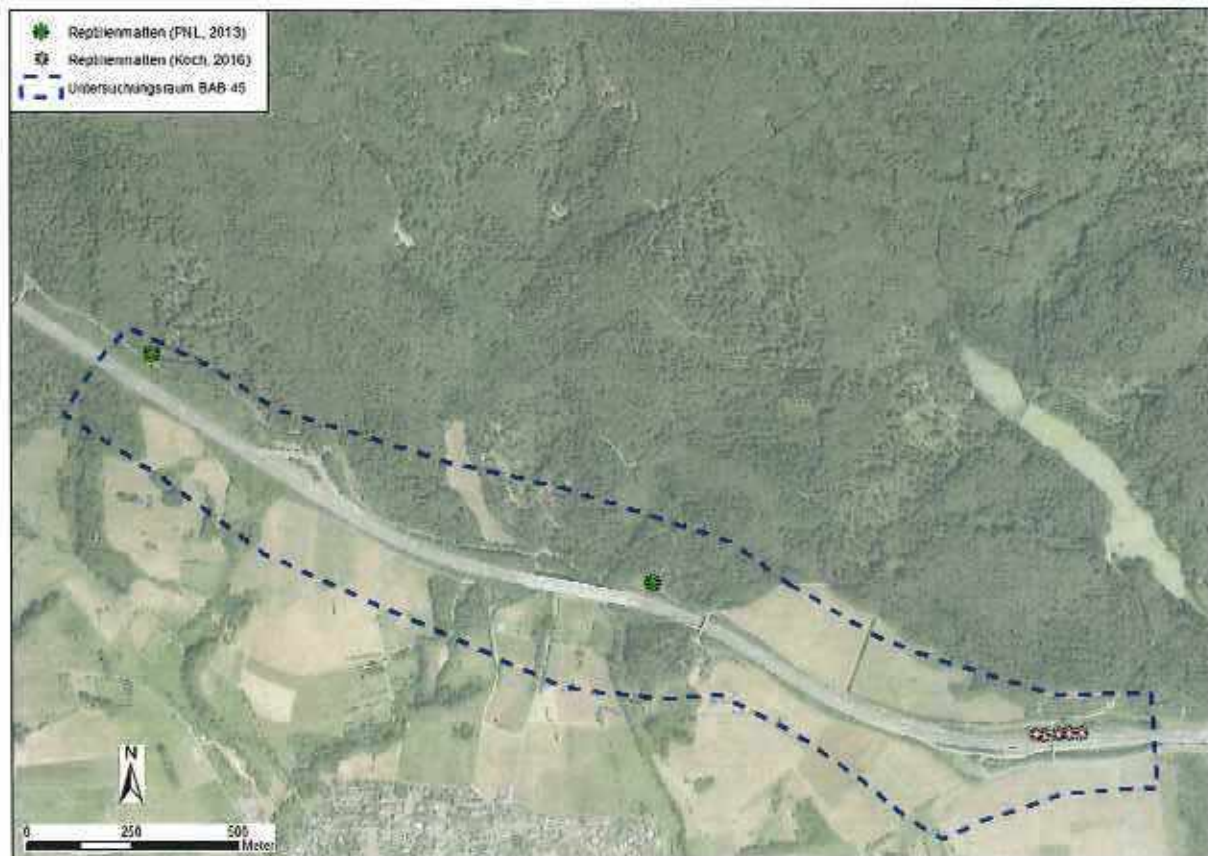 Reptilienmatten (PNL, 2013)
Reptilienmatten (Koch, 2016)
Untersuchungsraum BAB 45
N
0 250 500
Meter